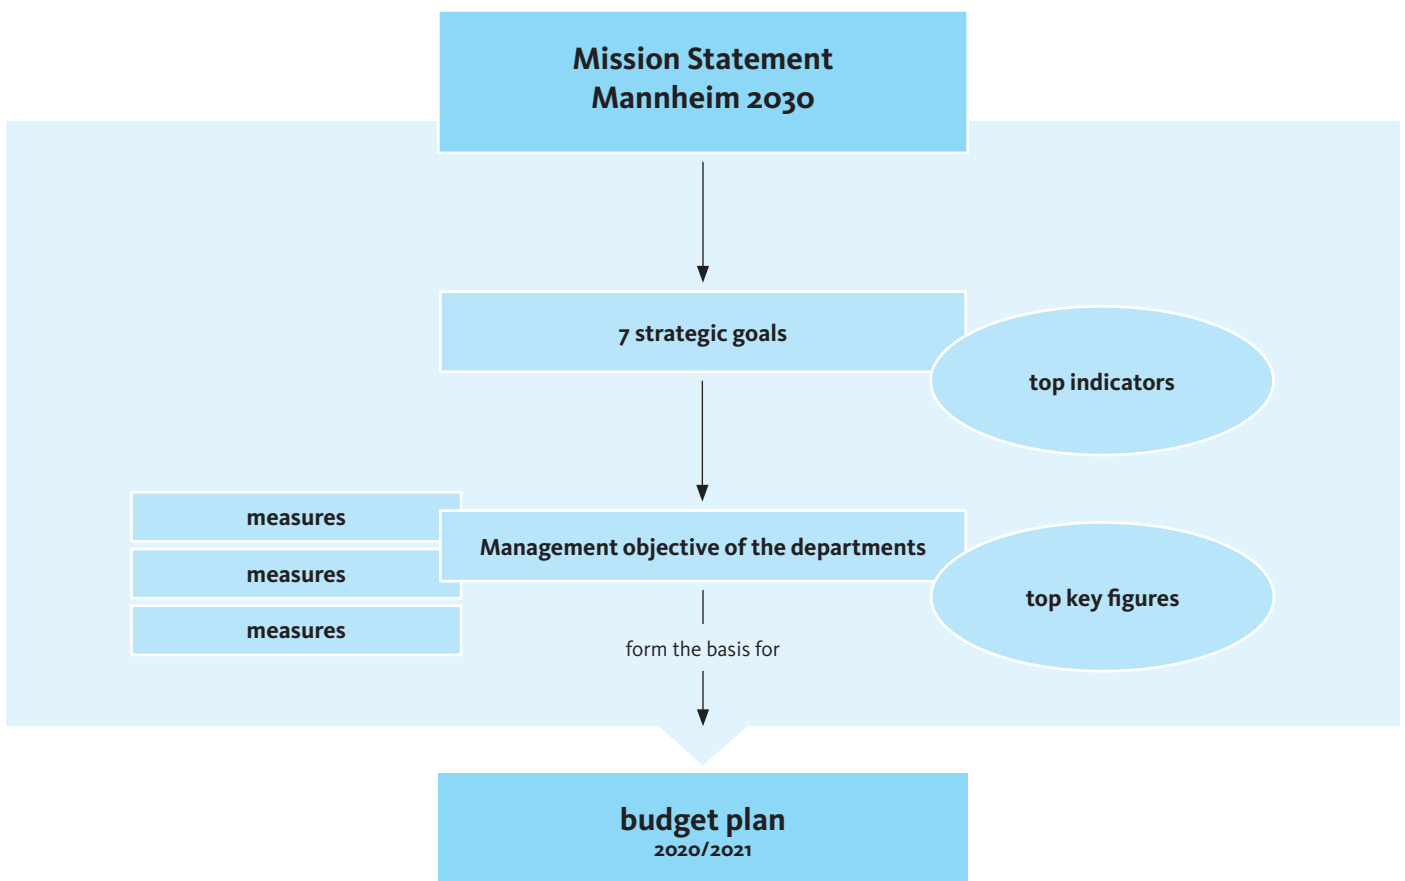 Mission Statement
Mannheim 2030
7 strategic goals
top indicators
measures
measures
measures
Management objective of the departments
top key figures
form the basis for
budget plan
2020/2021